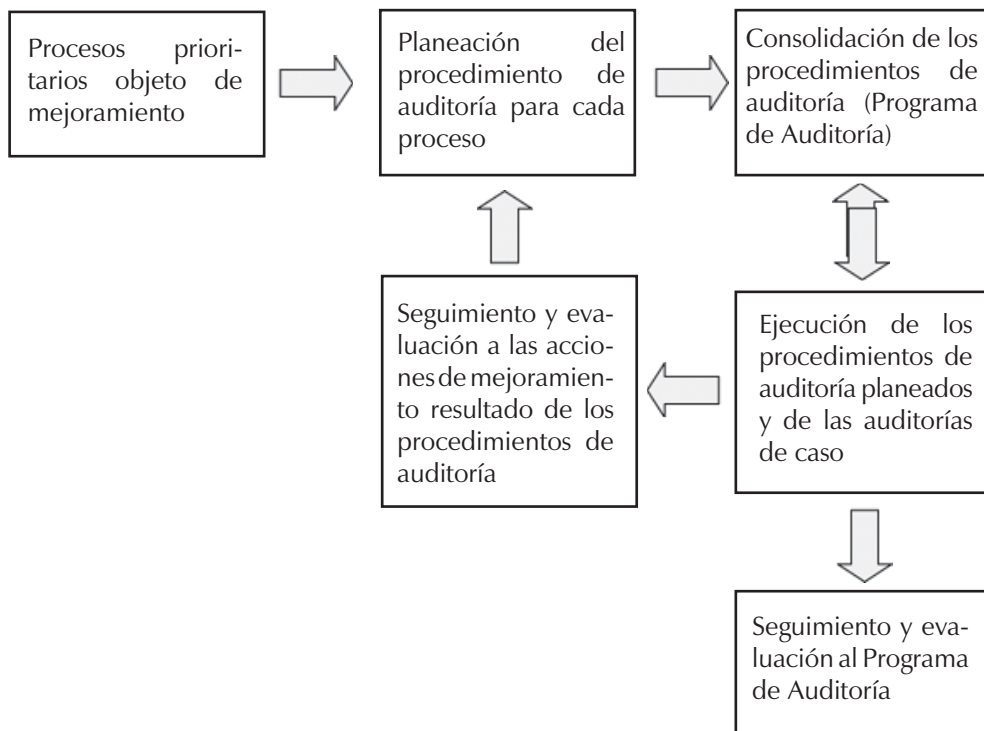 Procesos priori-
tarios objeto de
mejoramiento
Planeación del
procedimiento de
auditoría para cada
proceso
Consolidación de los
procedimientos de
auditoría (Programa
de Auditoría)
Seguimiento y eva-
luación a las accio-
nes de mejoramien-
to resultado de los
procedimientos de
auditoría
Ejecución de los
procedimientos de
auditoría planeados
y de las auditorías
de caso
Seguimiento y eva-
luación al Programa
de Auditoría